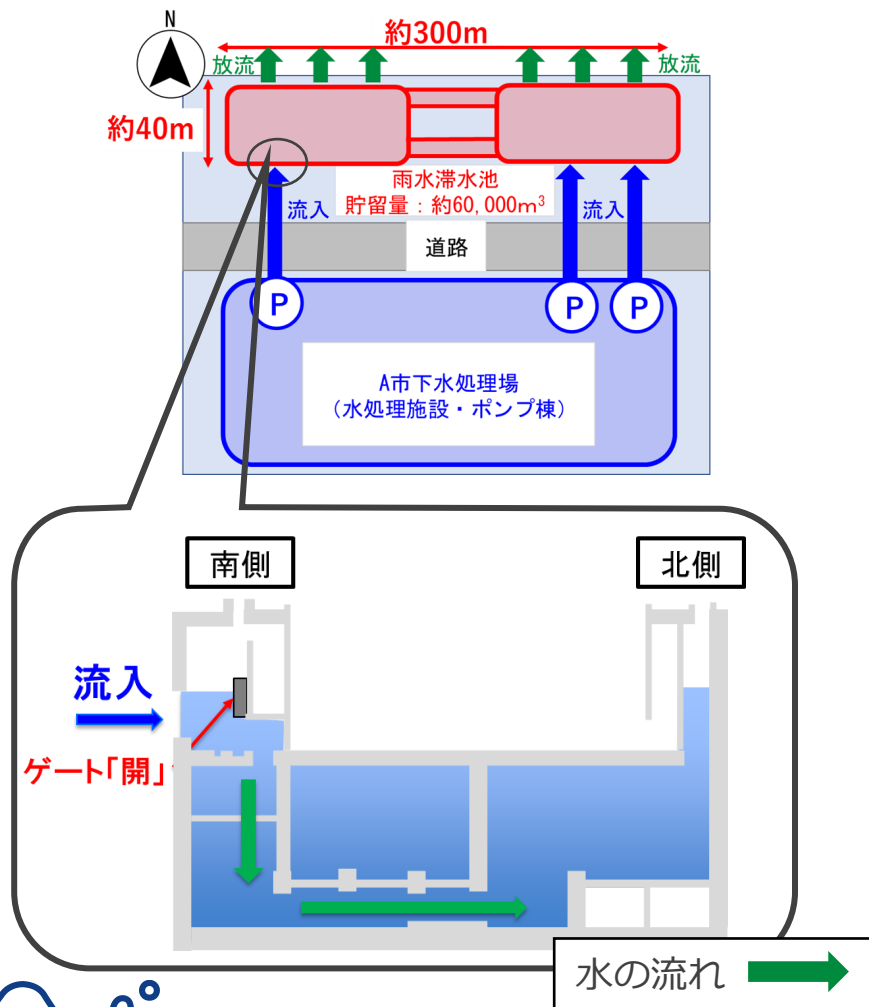 N
約300m
放流
放流
約40m
雨水滞水池
貯留量：約60,000m³
流入
流入
道路
P
P
P
A市下水処理場
（水処理施設・ポンプ棟）
南側
北側
流入
ゲート「開」
水の流れ